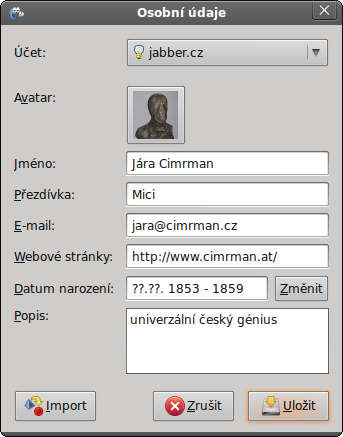 Osobní údaje
Účet: jabber.cz
Avatar:
Jméno: Jára Cimrman
Přezdívka: Mici
E-mail: jara@cimrman.cz
Webové stránky: http://www.cimrman.at/
Datum narození: ??.??. 1853 - 1859 Změnit
Popis: univerzální český génius
Import Zrušit Uložit